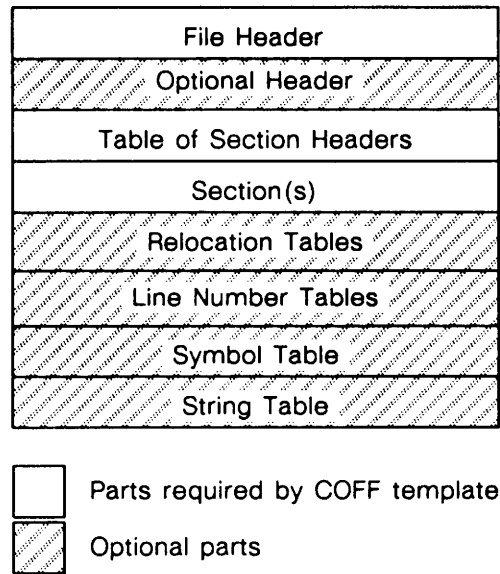 File Header
Optional Header
Table of Section Headers
Section(s)
Relocation Tables
Line Number Tables
Symbol Table
String Table
Parts required by COFF template
Optional parts